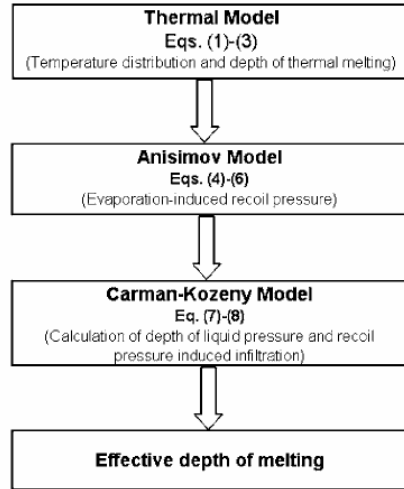 Thermal Model
Eqs. (1)-(3)
(Temperature distribution and depth of thermal melting)
Anisimov Model
Eqs. (4)-(6)
(Evaporation-induced recoil pressure)
Carman-Kozeny Model
Eq. (7)-(8)
(Calculation of depth of liquid pressure and recoil
pressure induced infiltration)
Effective depth of melting